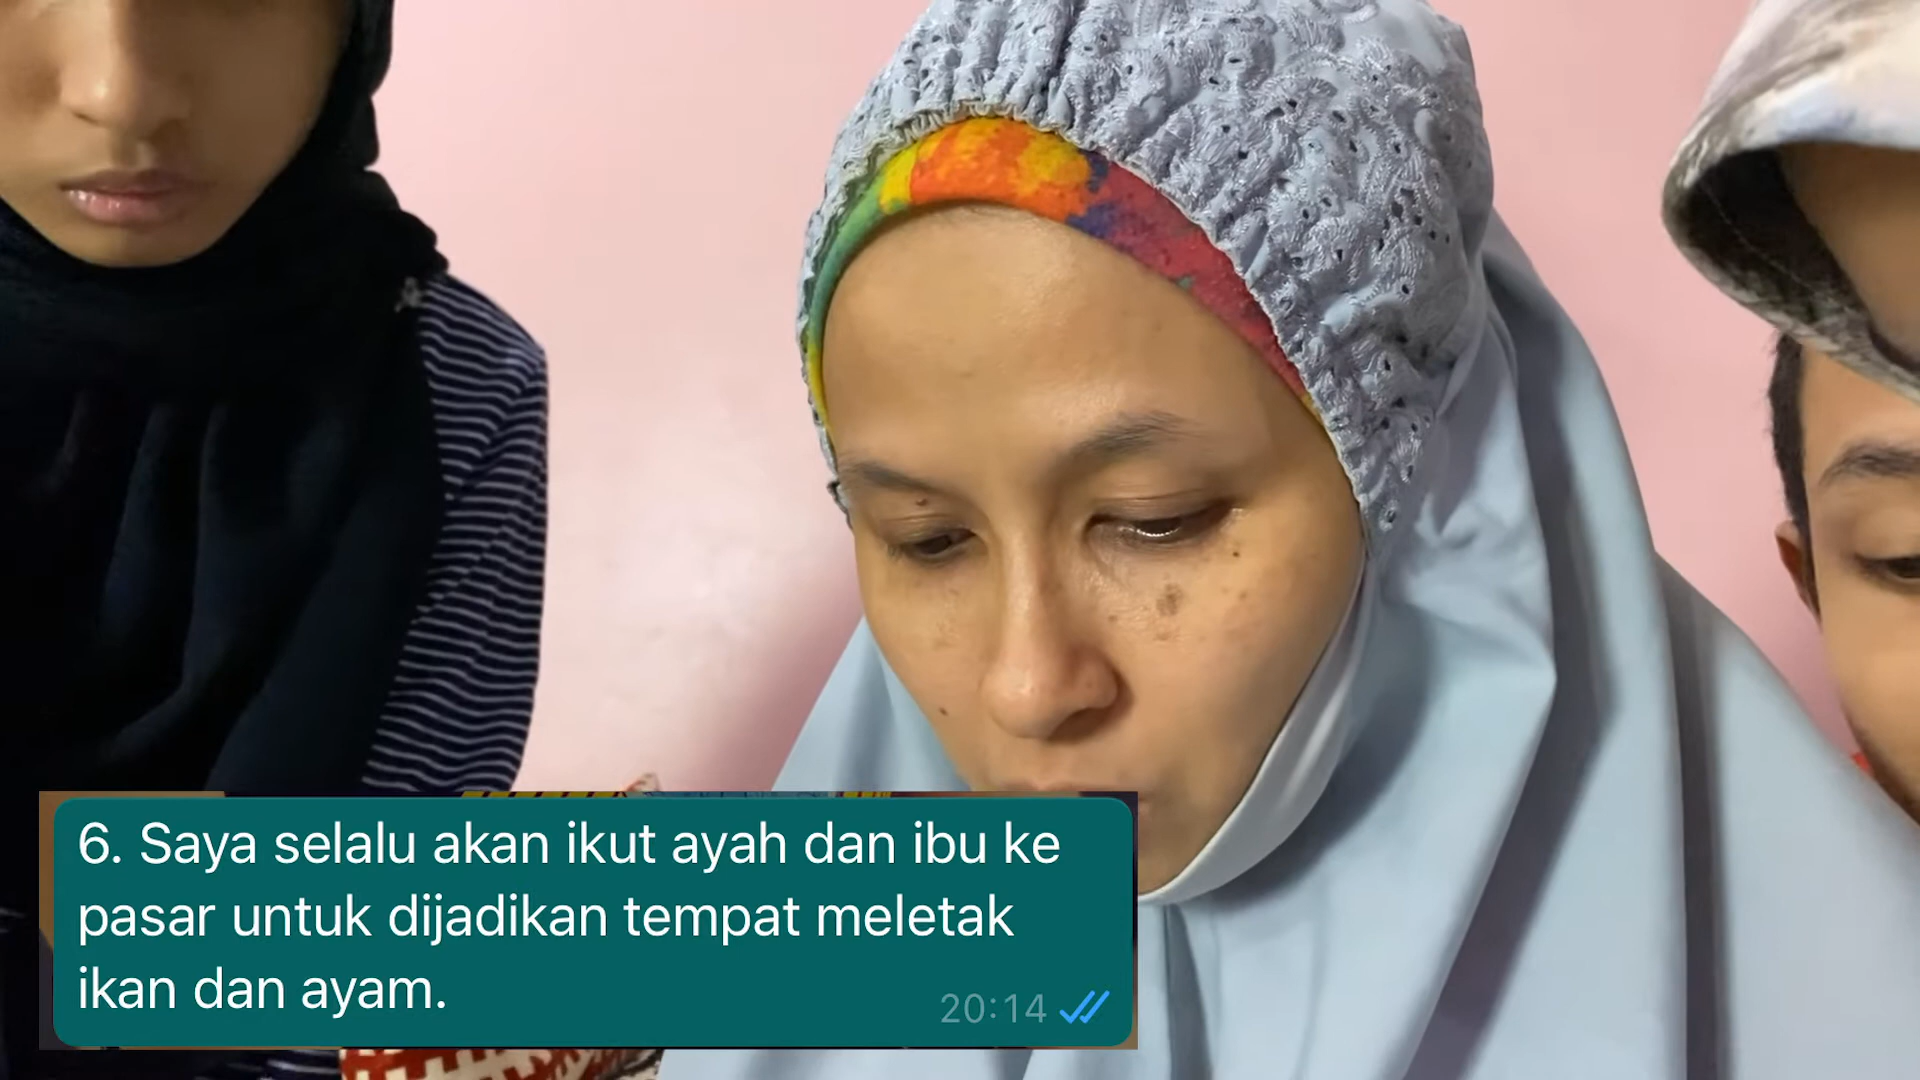 6. Saya selalu akan ikut ayah dan ibu ke
pasar untuk dijadikan tempat meletak
ikan dan ayam.
20:14